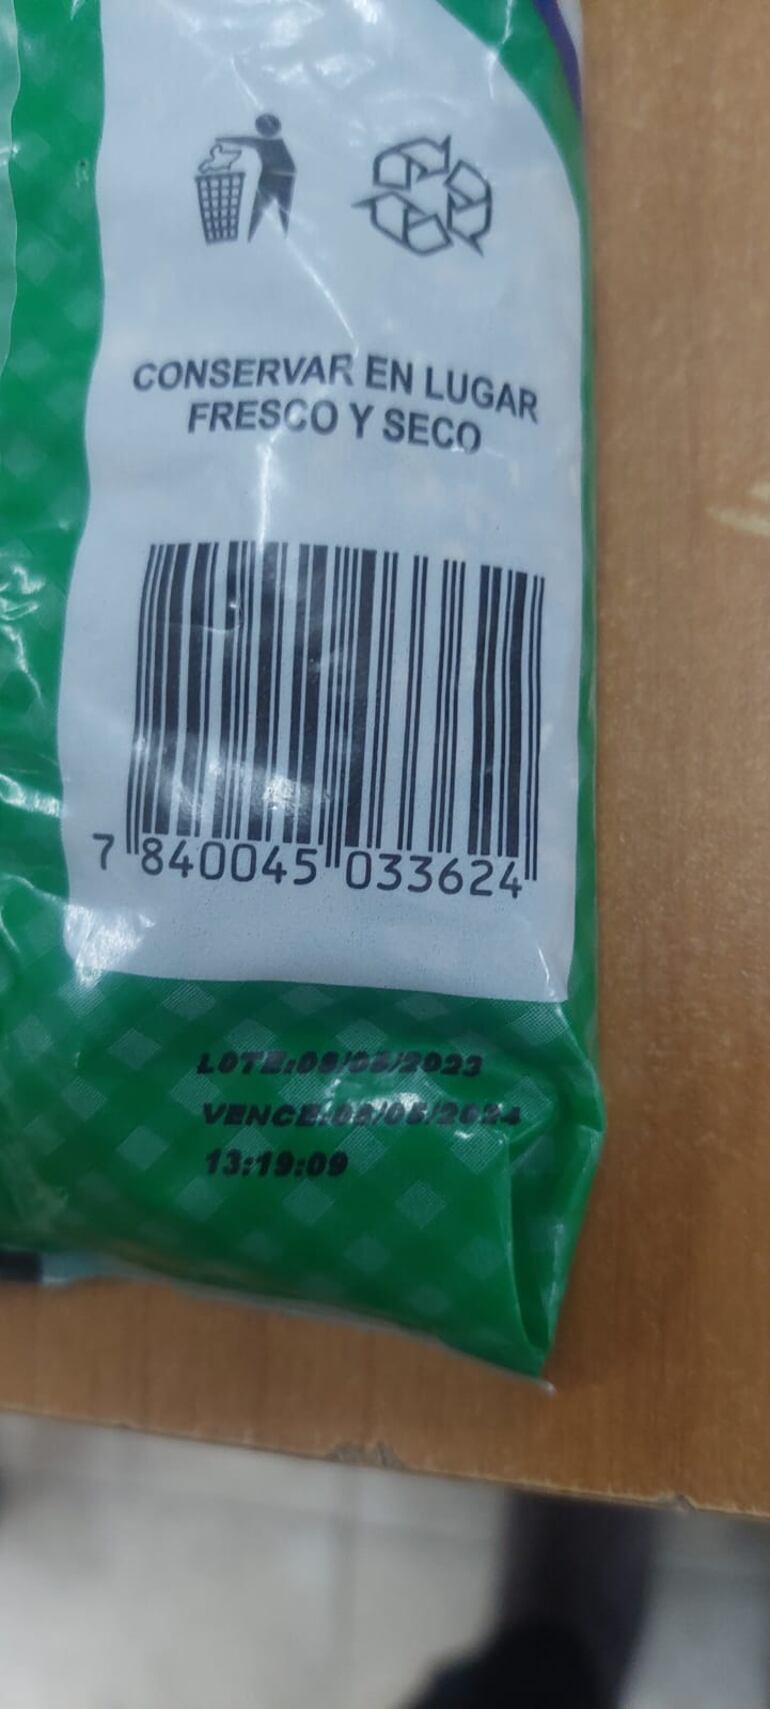 CONSERVAR EN LUGAR
FRESCO Y SECO
7 840045 033624
LOTE:
VENCE:
13:19:09